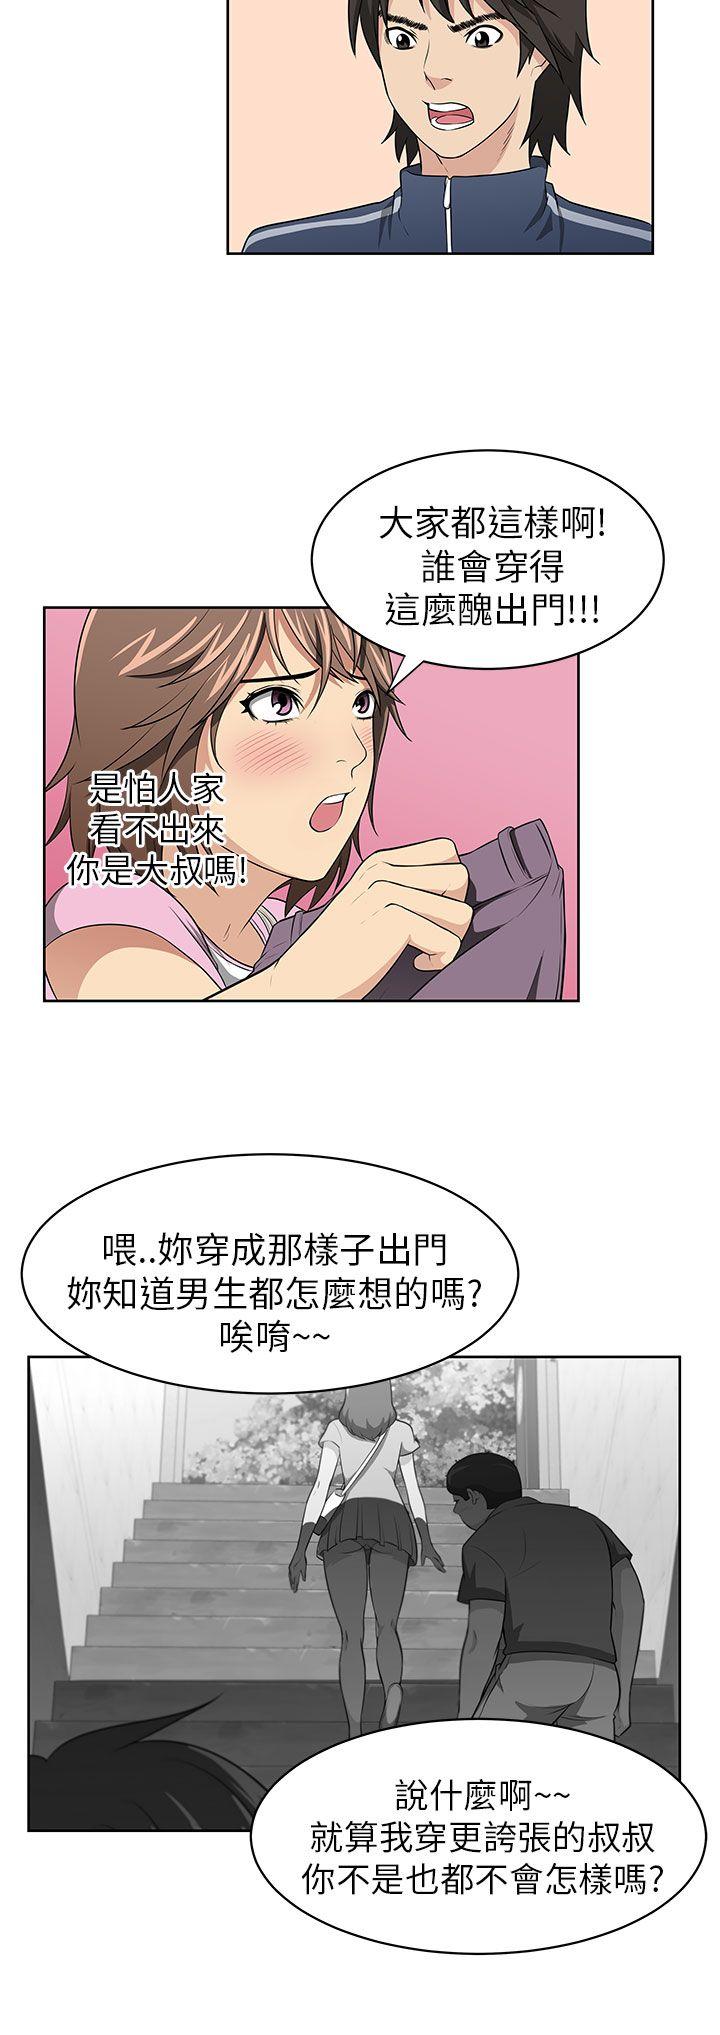 大家都這樣啊!
誰會穿得
這麼醜出門!!!
是怕人家
看不出來
你是大叔嗎!
喂..妳穿成那樣子出門
妳知道男生都怎麼想的嗎?
唉唷~~
說什麼啊~~
就算我穿更誇張的叔叔
你不是也都不會怎樣嗎?